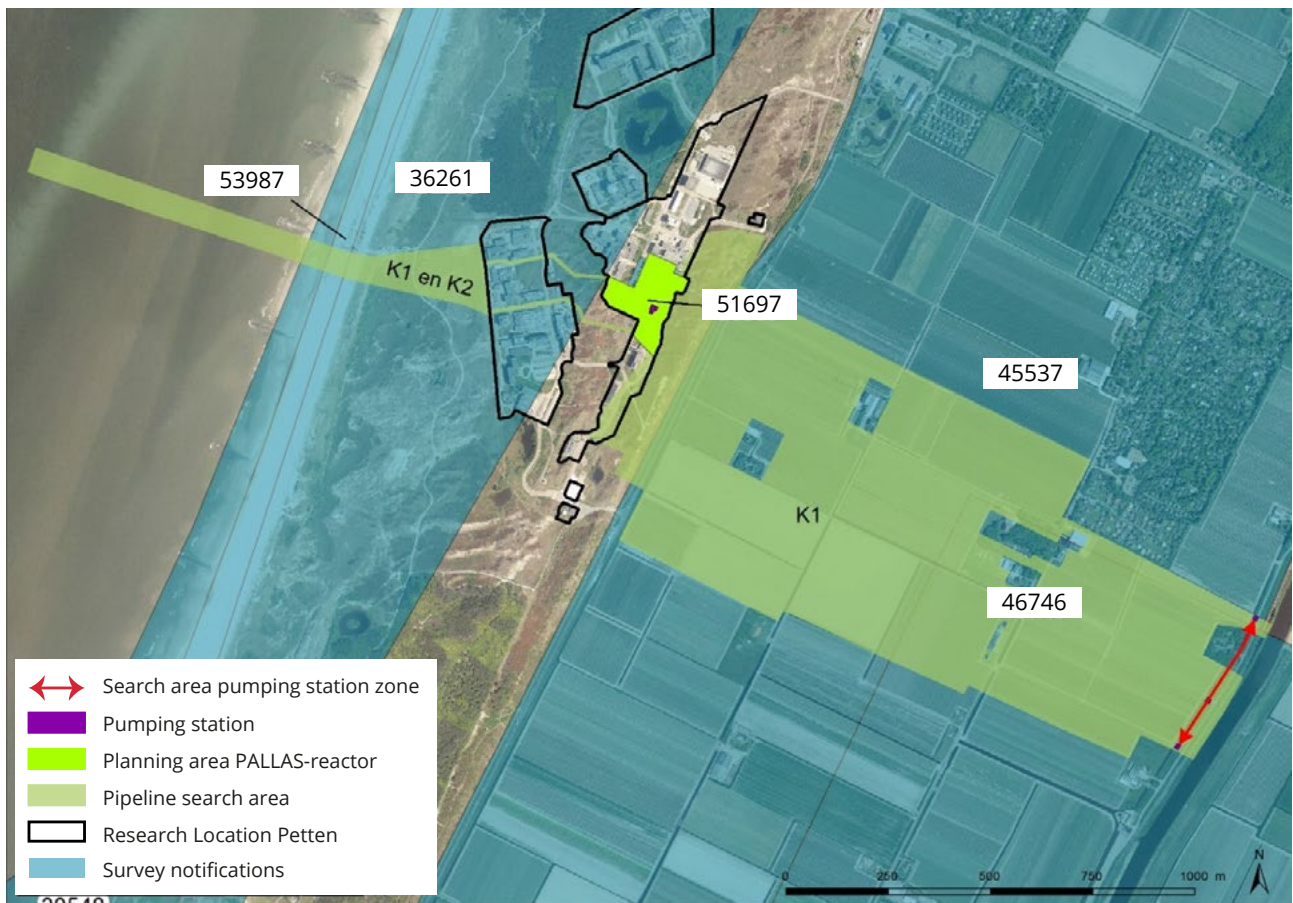 53987
36261
K1 en K2
51697
45537
K1
46746
Search area pumping station zone
Pumping station
Planning area PALLAS-reactor
Pipeline search area
Research Location Petten
Survey notifications
N
0 250 500 750 1000 m